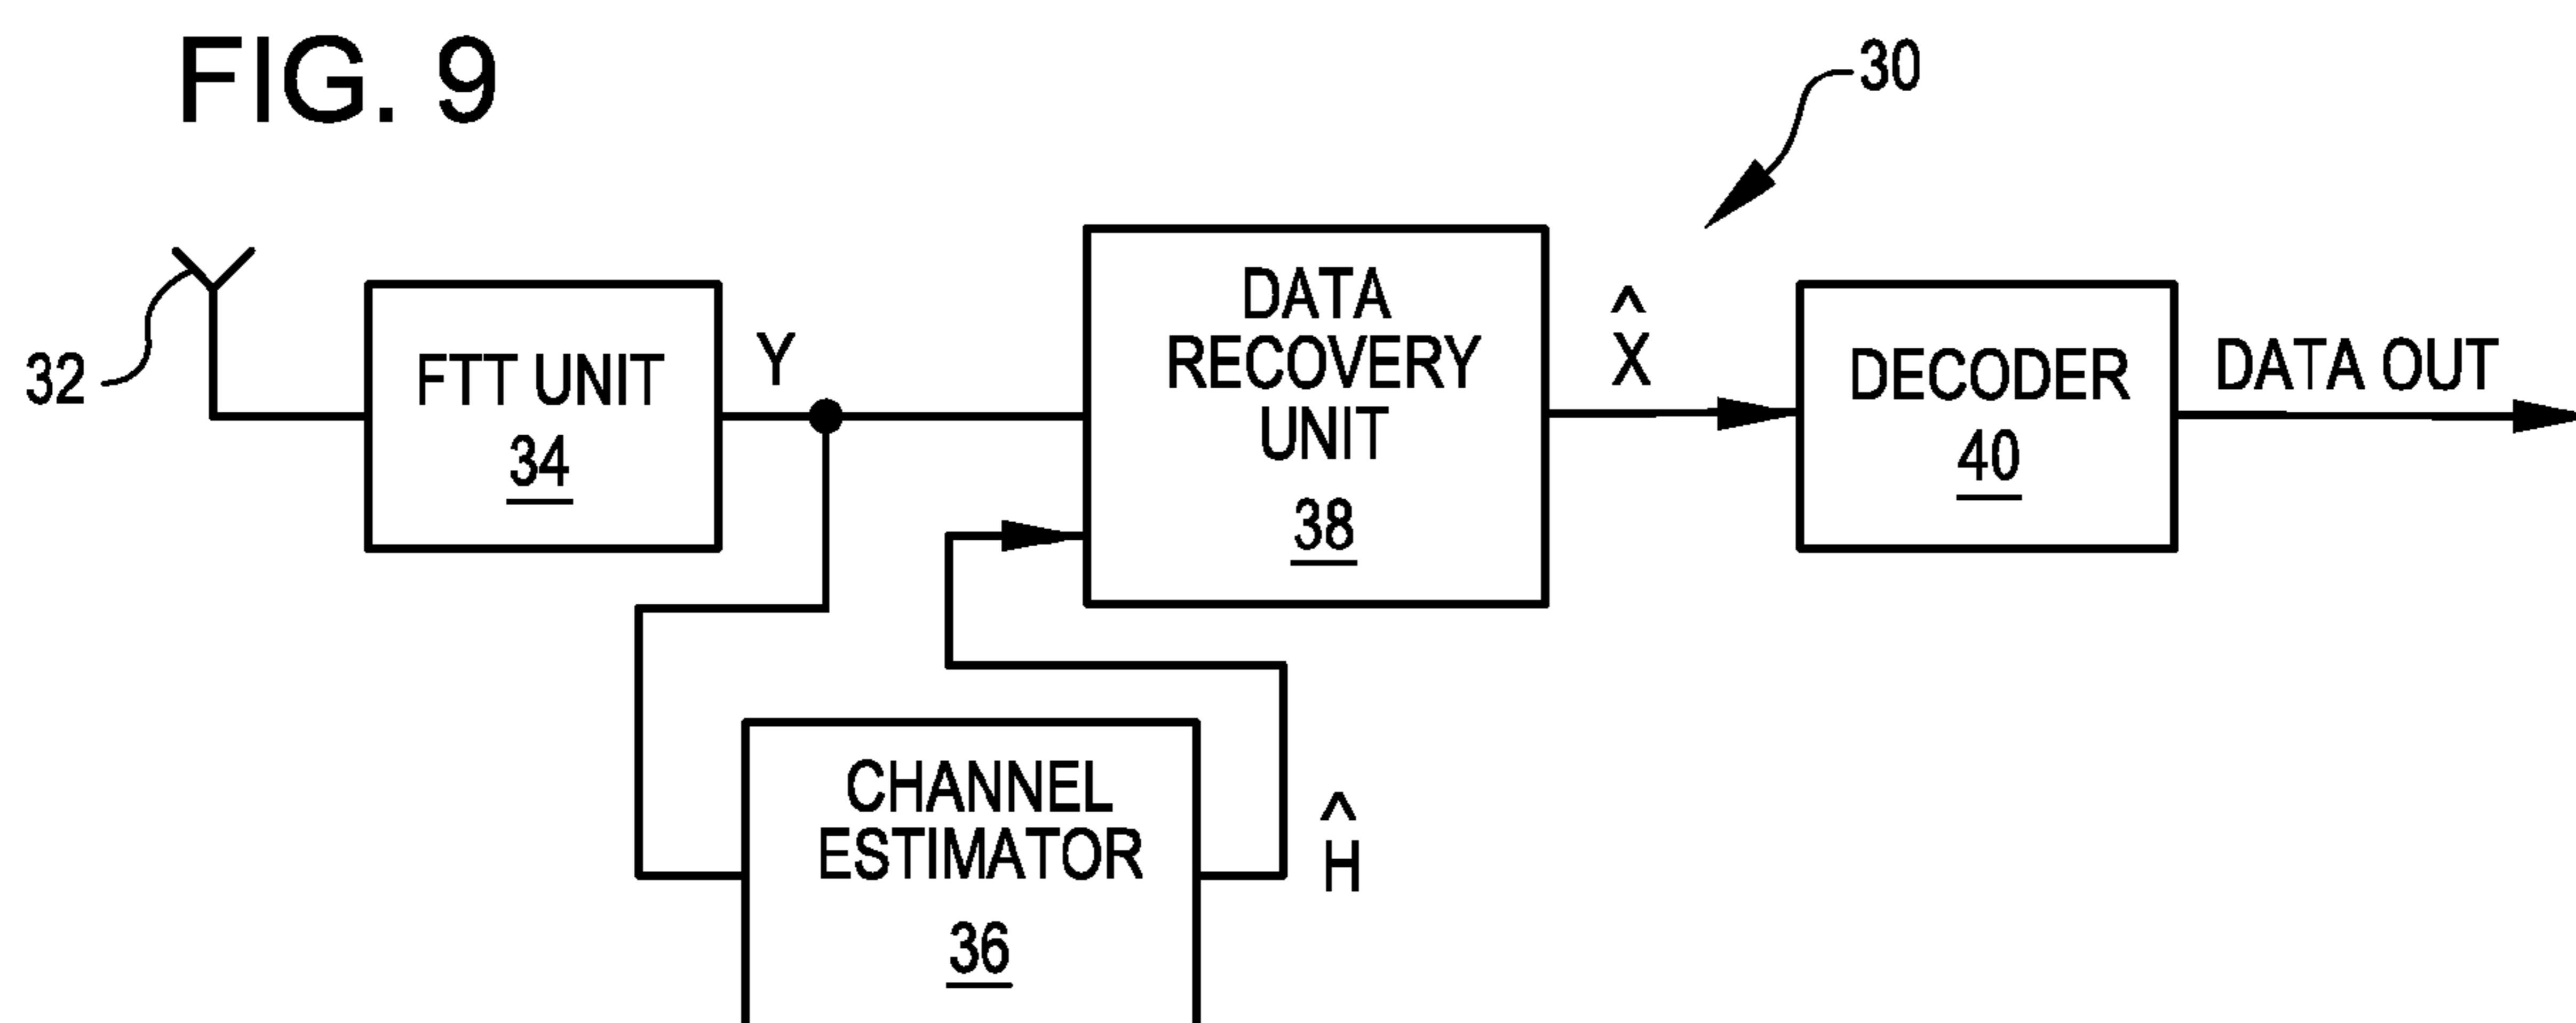 FIG. 9
30
32
FTT UNIT
34
Y
DATA
RECOVERY
UNIT
38
X̂
DECODER
40
DATA OUT
CHANNEL
ESTIMATOR
36
Ĥ